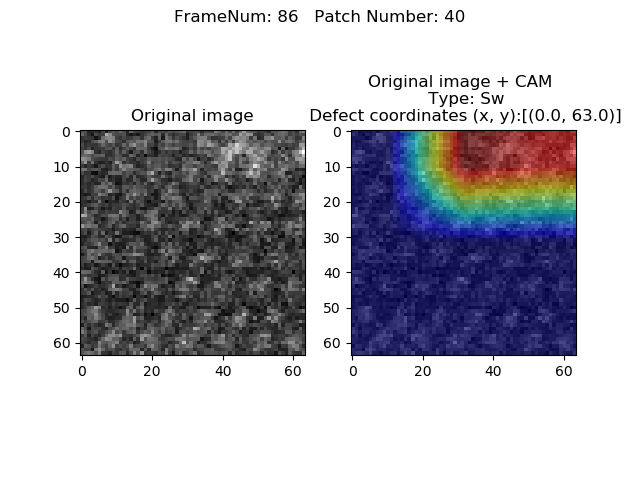 FrameNum: 86   Patch Number: 40
Original image
0
10
20
30
40
50
60
0 20 40 60
Original image + CAM
Type: Sw
Defect coordinates (x, y):[(0.0, 63.0)]
0
10
20
30
40
50
60
0 20 40 60